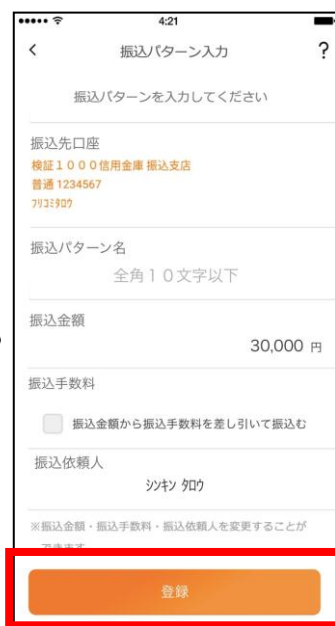 4:21
振込パターン入力
?
振込パターンを入力してください
振込先口座
検証1000信用金庫 振込支店
普通 1234567
フリコミタロウ
振込パターン名
全角10文字以下
振込金額
30,000 円
振込手数料
振込金額から振込手数料を差し引いて振込む
振込依頼人
シンキン タロウ
※振込金額・振込手数料・振込依頼人を変更することが
できます
登録